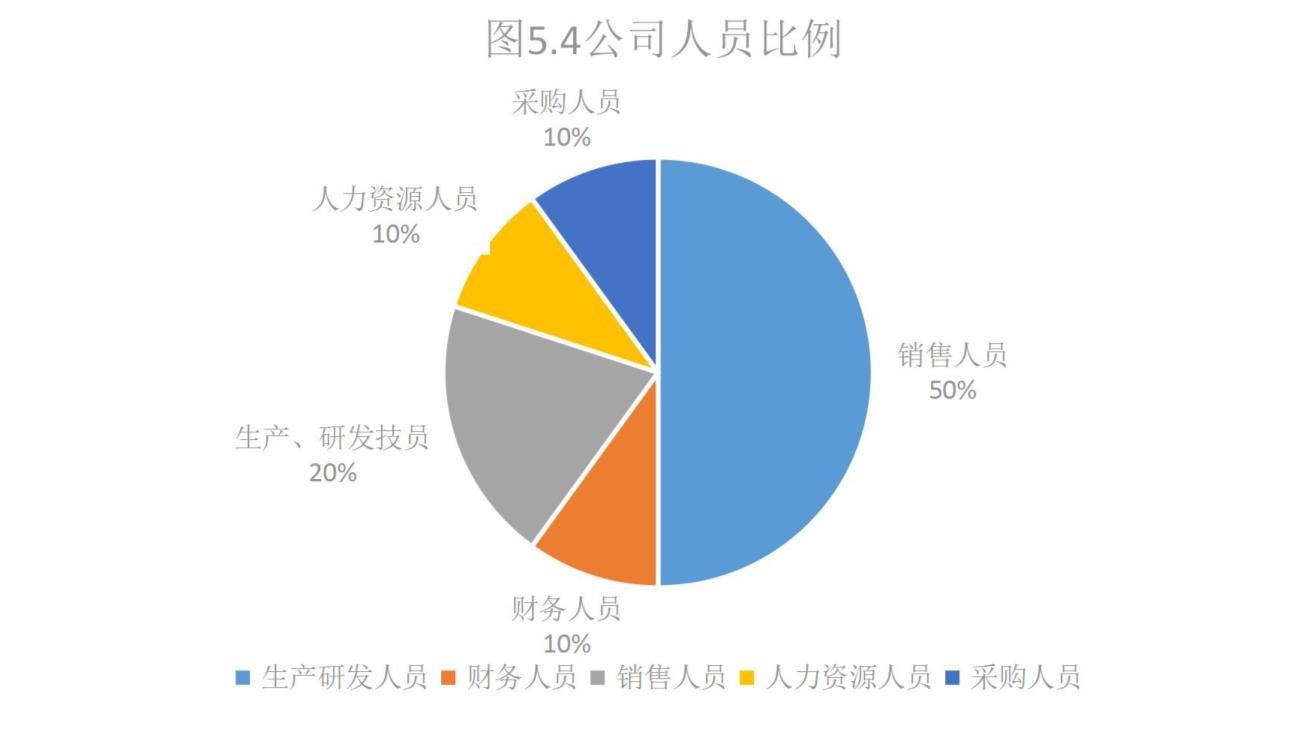 图5.4公司人员比例
采购人员
10%
人力资源人员
10%
销售人员
50%
生产、研发技员
20%
财务人员
10%
生产研发人员 财务人员 销售人员 人力资源人员 采购人员